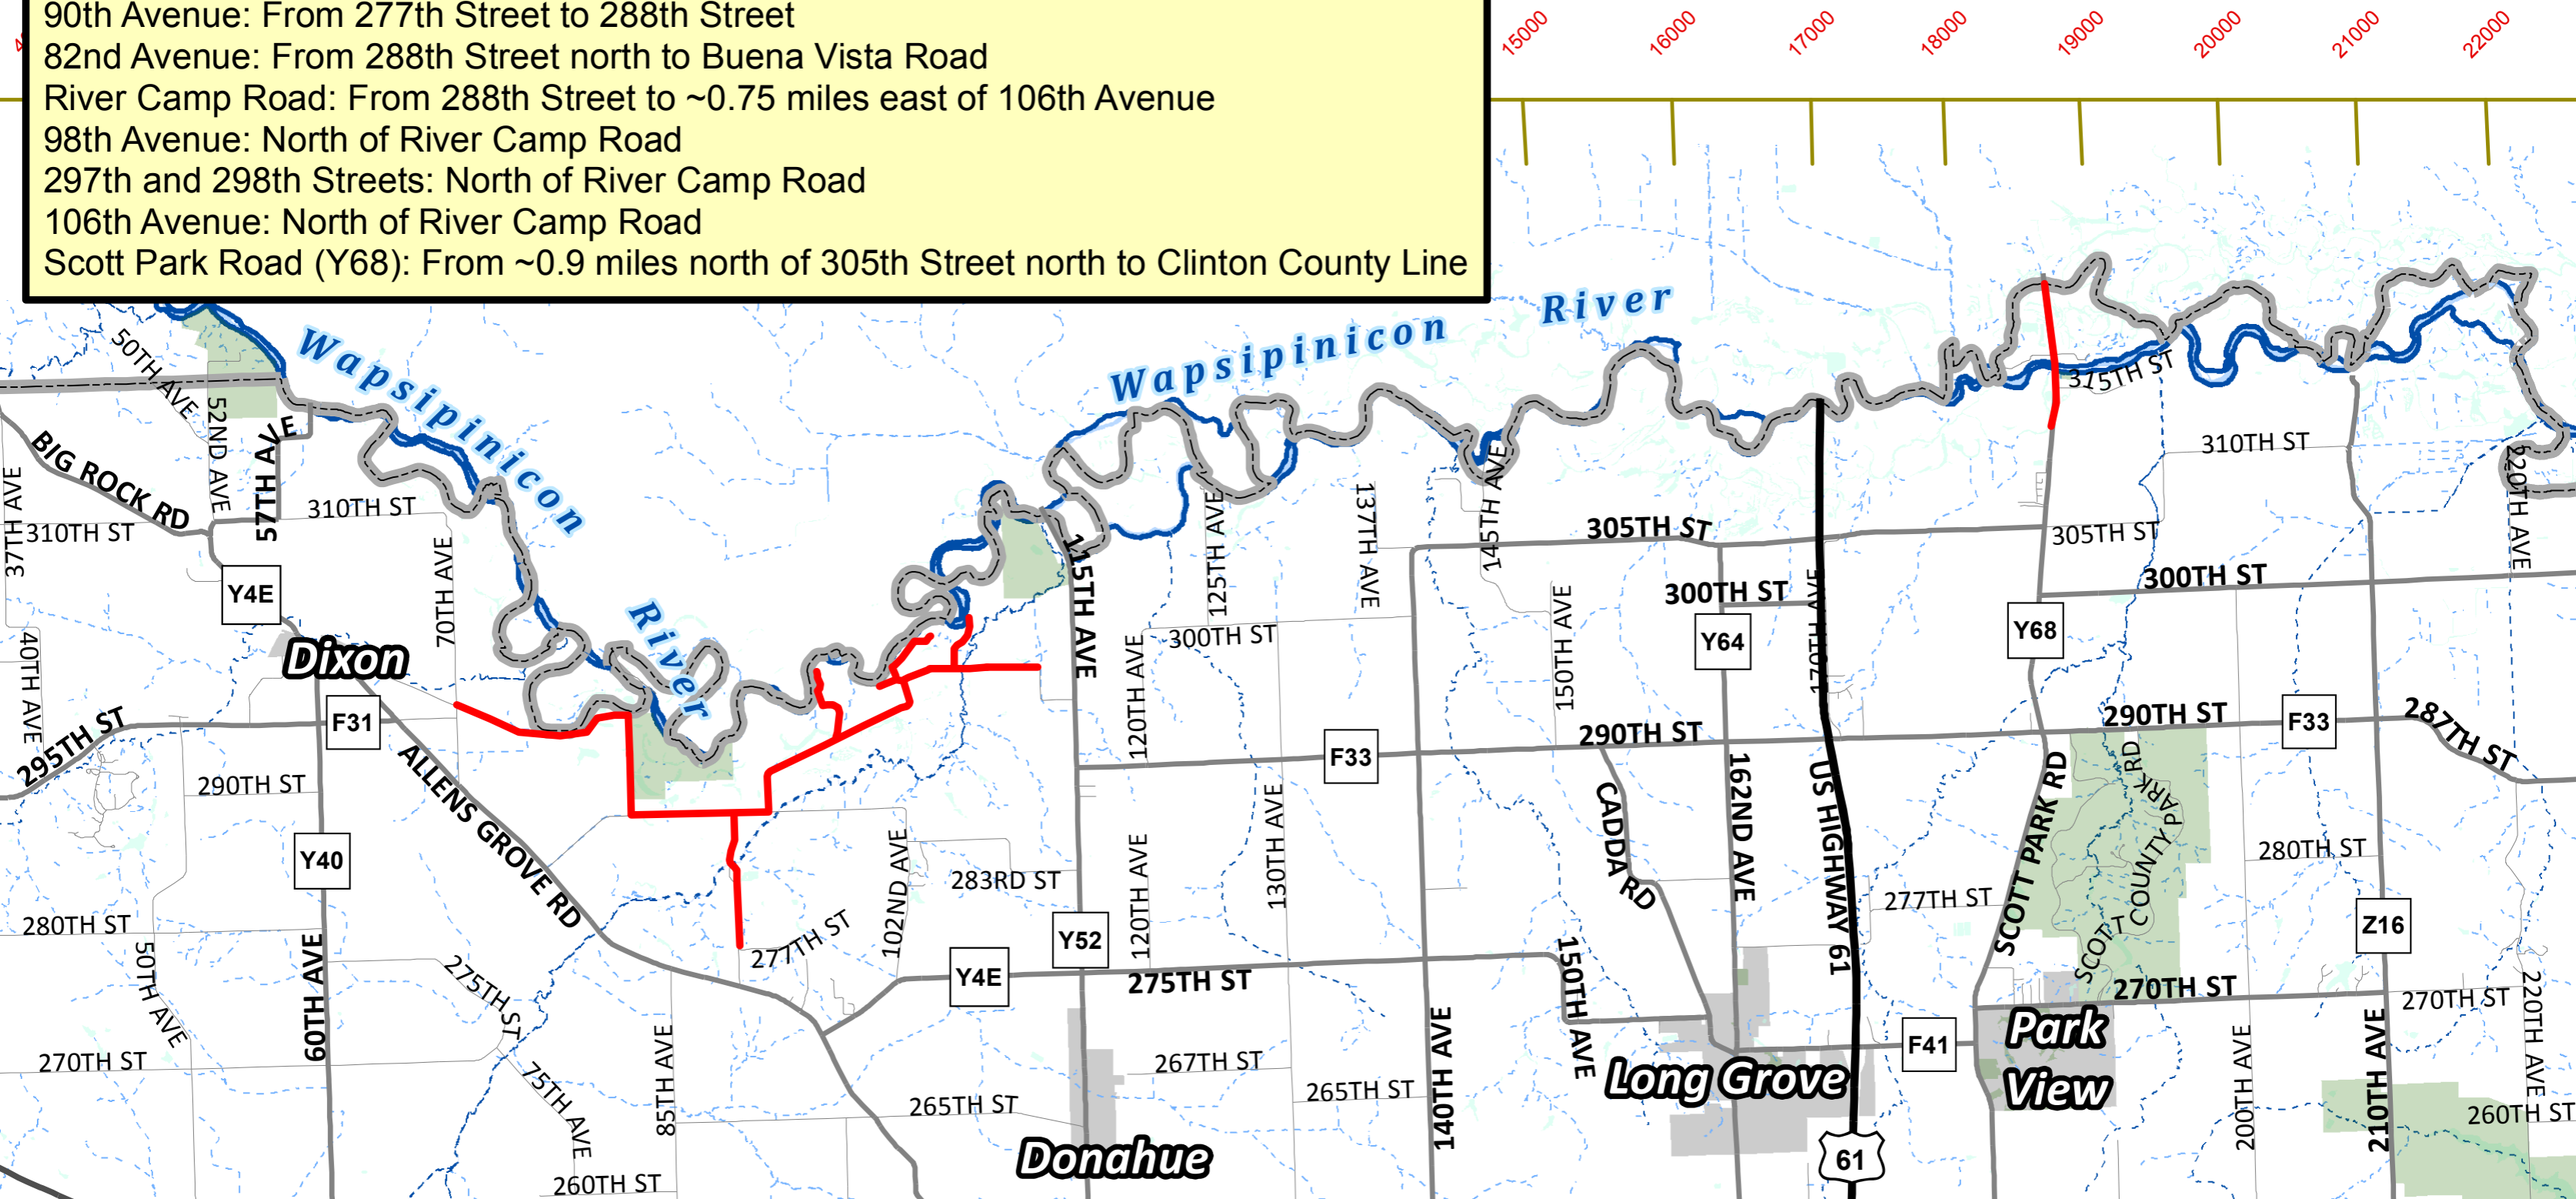 90th Avenue: From 277th Street to 288th Street
82nd Avenue: From 288th Street north to Buena Vista Road
River Camp Road: From 288th Street to ~0.75 miles east of 106th Avenue
98th Avenue: North of River Camp Road
297th and 298th Streets: North of River Camp Road
106th Avenue: North of River Camp Road
Scott Park Road (Y68): From ~0.9 miles north of 305th Street north to Clinton County Line
15000
16000
17000
18000
19000
20000
21000
22000
Wapsipinicon
River
Wapsipinicon
River
50TH AVE
52ND AVE
57TH AVE
BIG ROCK RD
37TH AVE
310TH ST
310TH ST
70TH AVE
Y4E
Dixon
40TH AVE
295TH ST
F31
ALLENS GROVE RD
290TH ST
Y40
280TH ST
50TH AVE
60TH AVE
270TH ST
275TH ST
75TH AVE
85TH AVE
260TH ST
277TH ST
102ND AVE
283RD ST
Y4E
Y52
115TH AVE
120TH AVE
120TH AVE
125TH AVE
300TH ST
130TH AVE
137TH AVE
145TH AVE
305TH ST
300TH ST
150TH AVE
170TH AVE
Y64
F33
290TH ST
CADDA RD
162ND AVE
US HIGHWAY 61
275TH ST
140TH AVE
150TH AVE
267TH ST
265TH ST
265TH ST
Donahue
Long Grove
61
F41
Park
View
277TH ST
SCOTT PARK RD
SCOTT COUNTY PARK RD
Y68
315TH ST
310TH ST
305TH ST
300TH ST
220TH AVE
290TH ST
F33
287TH ST
280TH ST
Z16
270TH ST
270TH ST
200TH AVE
210TH AVE
220TH AVE
260TH ST